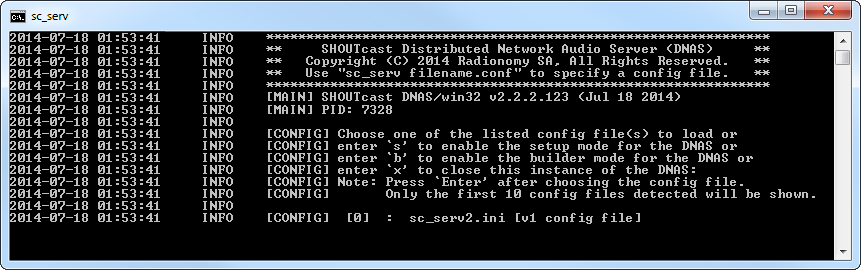 sc_serv
2014-07-18 01:53:41 INFO ****************************************************************
2014-07-18 01:53:41 INFO ** SHOUTcast Distributed Network Audio Server (DNAS) **
2014-07-18 01:53:41 INFO ** Copyright (C) 2014 Radionomy SA, All Rights Reserved. **
2014-07-18 01:53:41 INFO ** Use "sc_serv filename.conf" to specify a config file. **
2014-07-18 01:53:41 INFO ****************************************************************
2014-07-18 01:53:41 INFO [MAIN] SHOUTcast DNAS/win32 v2.2.2.123 (Jul 18 2014)
2014-07-18 01:53:41 INFO [MAIN] PID: 7328
2014-07-18 01:53:41 INFO
2014-07-18 01:53:41 INFO [CONFIG] Choose one of the listed config file(s) to load or
2014-07-18 01:53:41 INFO [CONFIG] enter `s' to enable the setup mode for the DNAS or
2014-07-18 01:53:41 INFO [CONFIG] enter `b' to enable the builder mode for the DNAS or
2014-07-18 01:53:41 INFO [CONFIG] enter `x' to close this instance of the DNAS:
2014-07-18 01:53:41 INFO [CONFIG] Note: Press `Enter' after choosing the config file.
2014-07-18 01:53:41 INFO [CONFIG] Only the first 10 config files detected will be shown.
2014-07-18 01:53:41 INFO
2014-07-18 01:53:41 INFO [CONFIG] [0] : sc_serv2.ini [v1 config file]